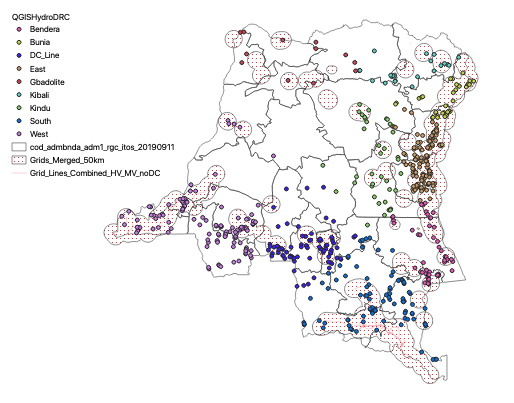 QGISHydroDRC
Bendera
Bunia
DC_Line
East
Gbadolite
Kibali
Kindu
South
West
cod_admbnda_adm1_rgc_itos_20190911
Grids_Merged_50km
Grid_Lines_Combined_HV_MV_noDC